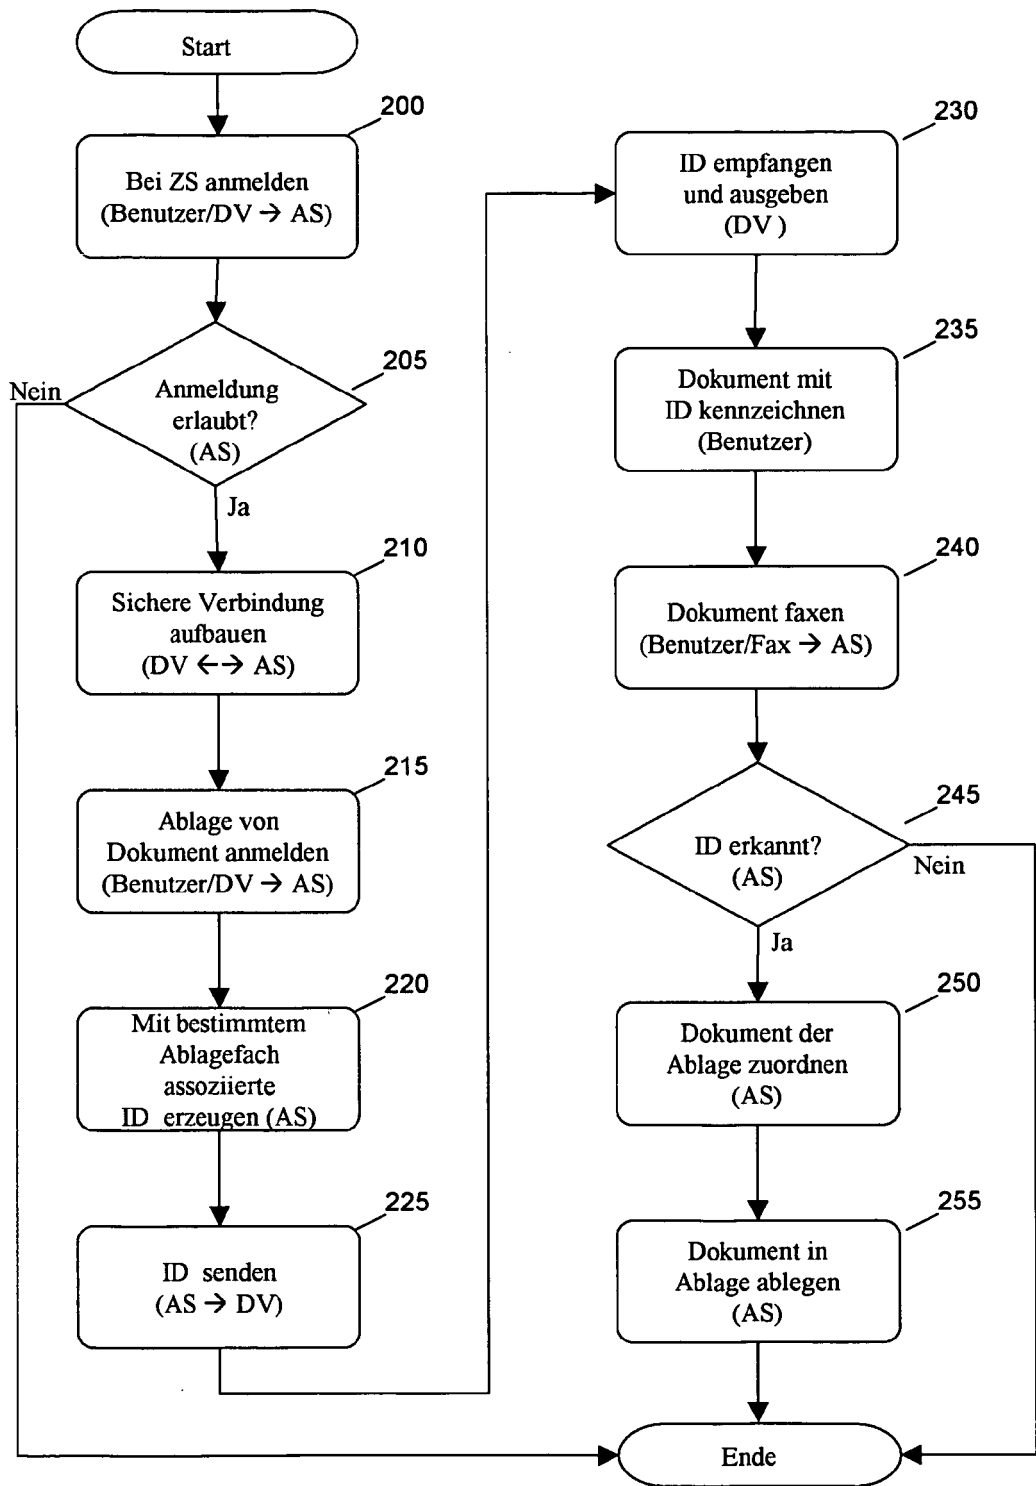 Start
200
Bei ZS anmelden
(Benutzer/DV → AS)
205
Nein
Anmeldung
erlaubt?
(AS)
Ja
210
Sichere Verbindung
aufbauen
(DV ←→ AS)
215
Ablage von
Dokument anmelden
(Benutzer/DV → AS)
220
Mit bestimmtem
Ablagefach
assoziierte
ID erzeugen (AS)
225
ID senden
(AS → DV)
230
ID empfangen
und ausgeben
(DV )
235
Dokument mit
ID kennzeichnen
(Benutzer)
240
Dokument faxen
(Benutzer/Fax → AS)
245
ID erkannt?
(AS)
Nein
Ja
250
Dokument der
Ablage zuordnen
(AS)
255
Dokument in
Ablage ablegen
(AS)
Ende